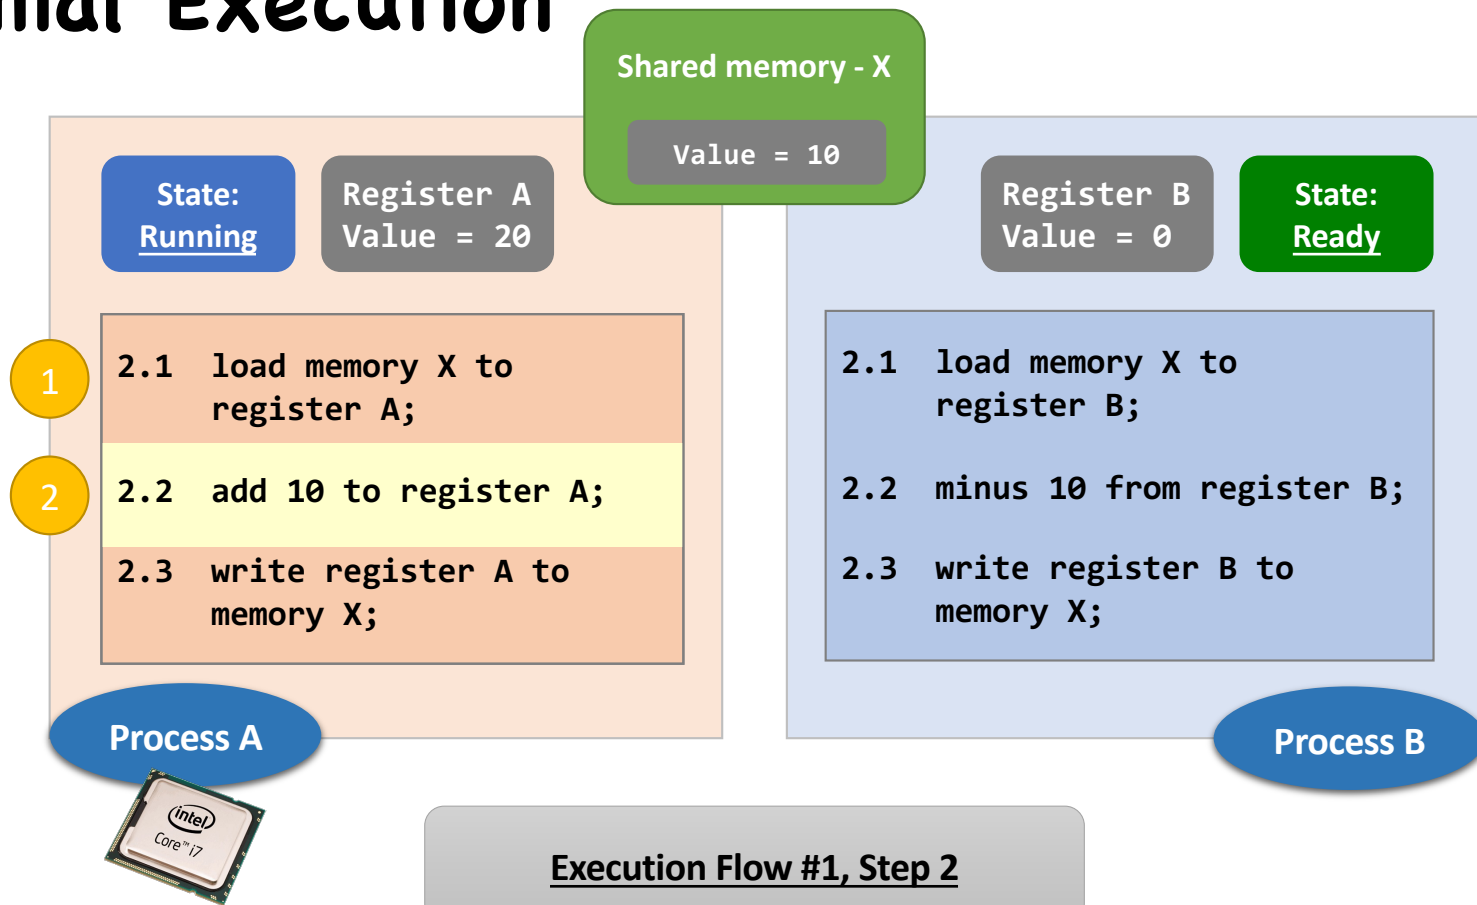 Execution
Shared memory - X
Value = 10
State:
Running
Register A
Value = 20
Register B
Value = 0
State:
Ready
1
2.1 load memory X to
register A;
2
2.2 add 10 to register A;
2.3 write register A to
memory X;
2.1 load memory X to
register B;
2.2 minus 10 from register B;
2.3 write register B to
memory X;
Process A
Process B
intel
Core™ i7
Execution Flow #1, Step 2